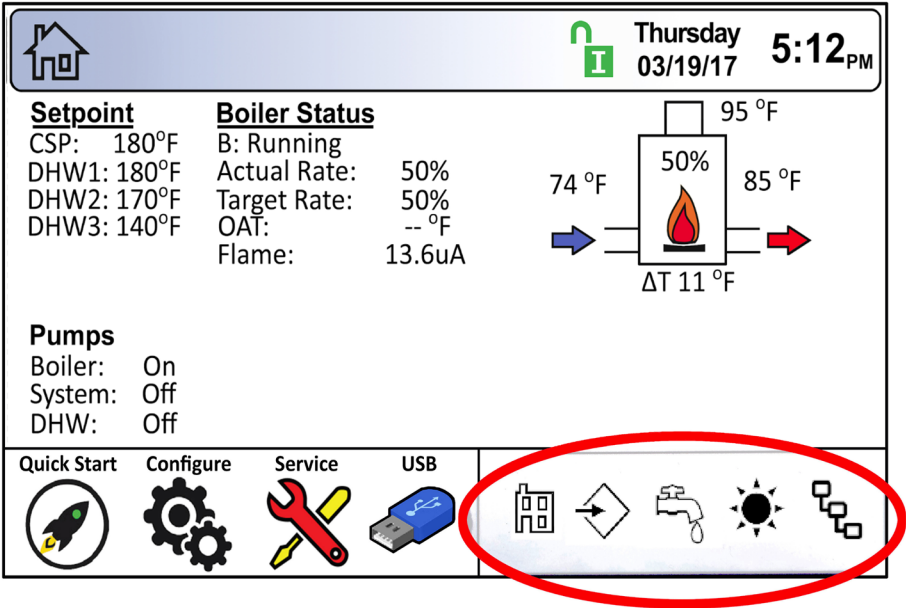 I
Thursday
03/19/17
5:12PM
Setpoint
CSP: 180°F
DHW1: 180°F
DHW2: 170°F
DHW3: 140°F
Boiler Status
B: Running
Actual Rate: 50%
Target Rate: 50%
OAT: -- °F
Flame: 13.6uA
95 °F
50%
74 °F
85 °F
ΔT 11 °F
Pumps
Boiler: On
System: Off
DHW: Off
Quick Start
Configure
Service
USB